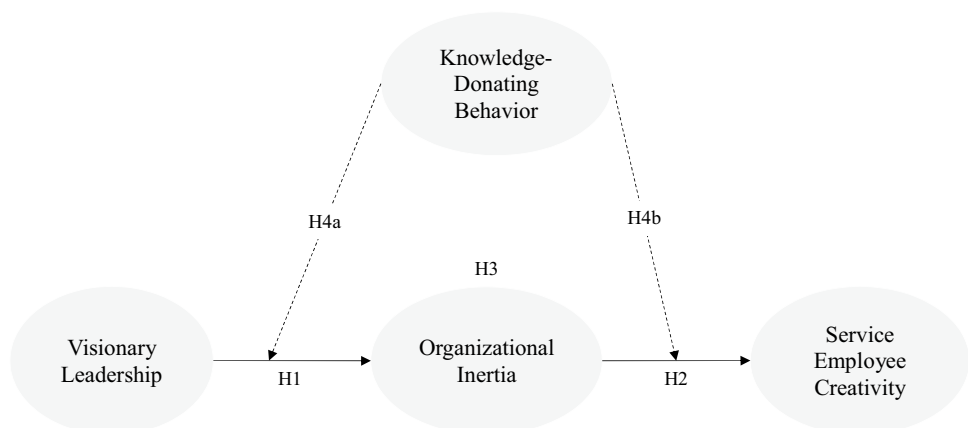 Knowledge-
Donating
Behavior
H4a
H4b
H3
Visionary
Leadership
H1
Organizational
Inertia
H2
Service
Employee
Creativity